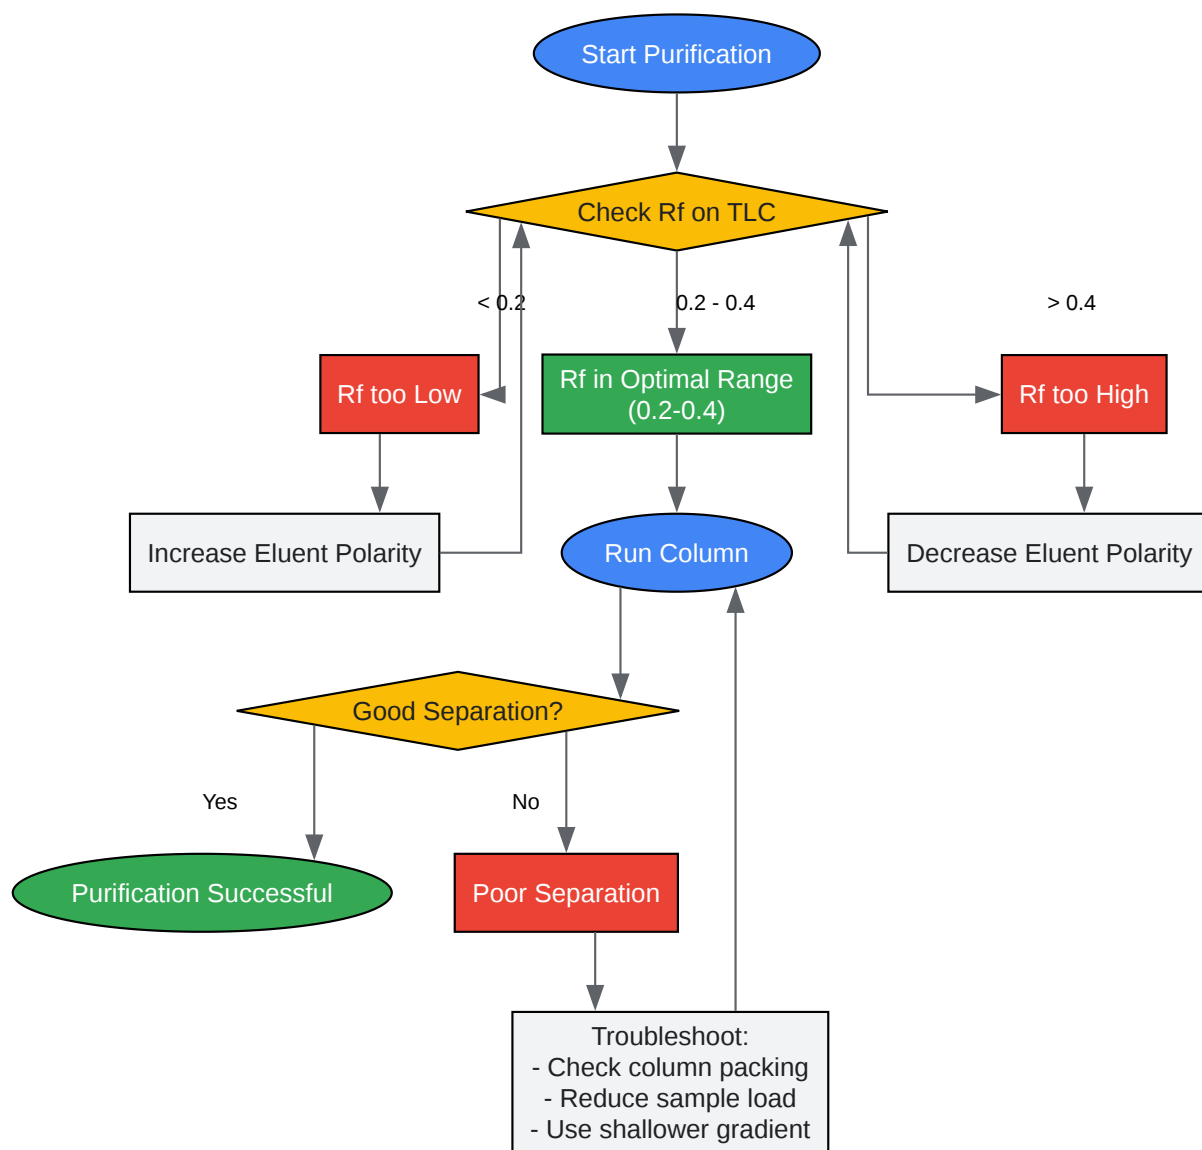 Start Purification
Check Rf on TLC
< 0.2
0.2 - 0.4
> 0.4
Rf too Low
Rf in Optimal Range
(0.2-0.4)
Rf too High
Increase Eluent Polarity
Run Column
Decrease Eluent Polarity
Good Separation?
Yes
No
Purification Successful
Poor Separation
Troubleshoot:
- Check column packing
- Reduce sample load
- Use shallower gradient